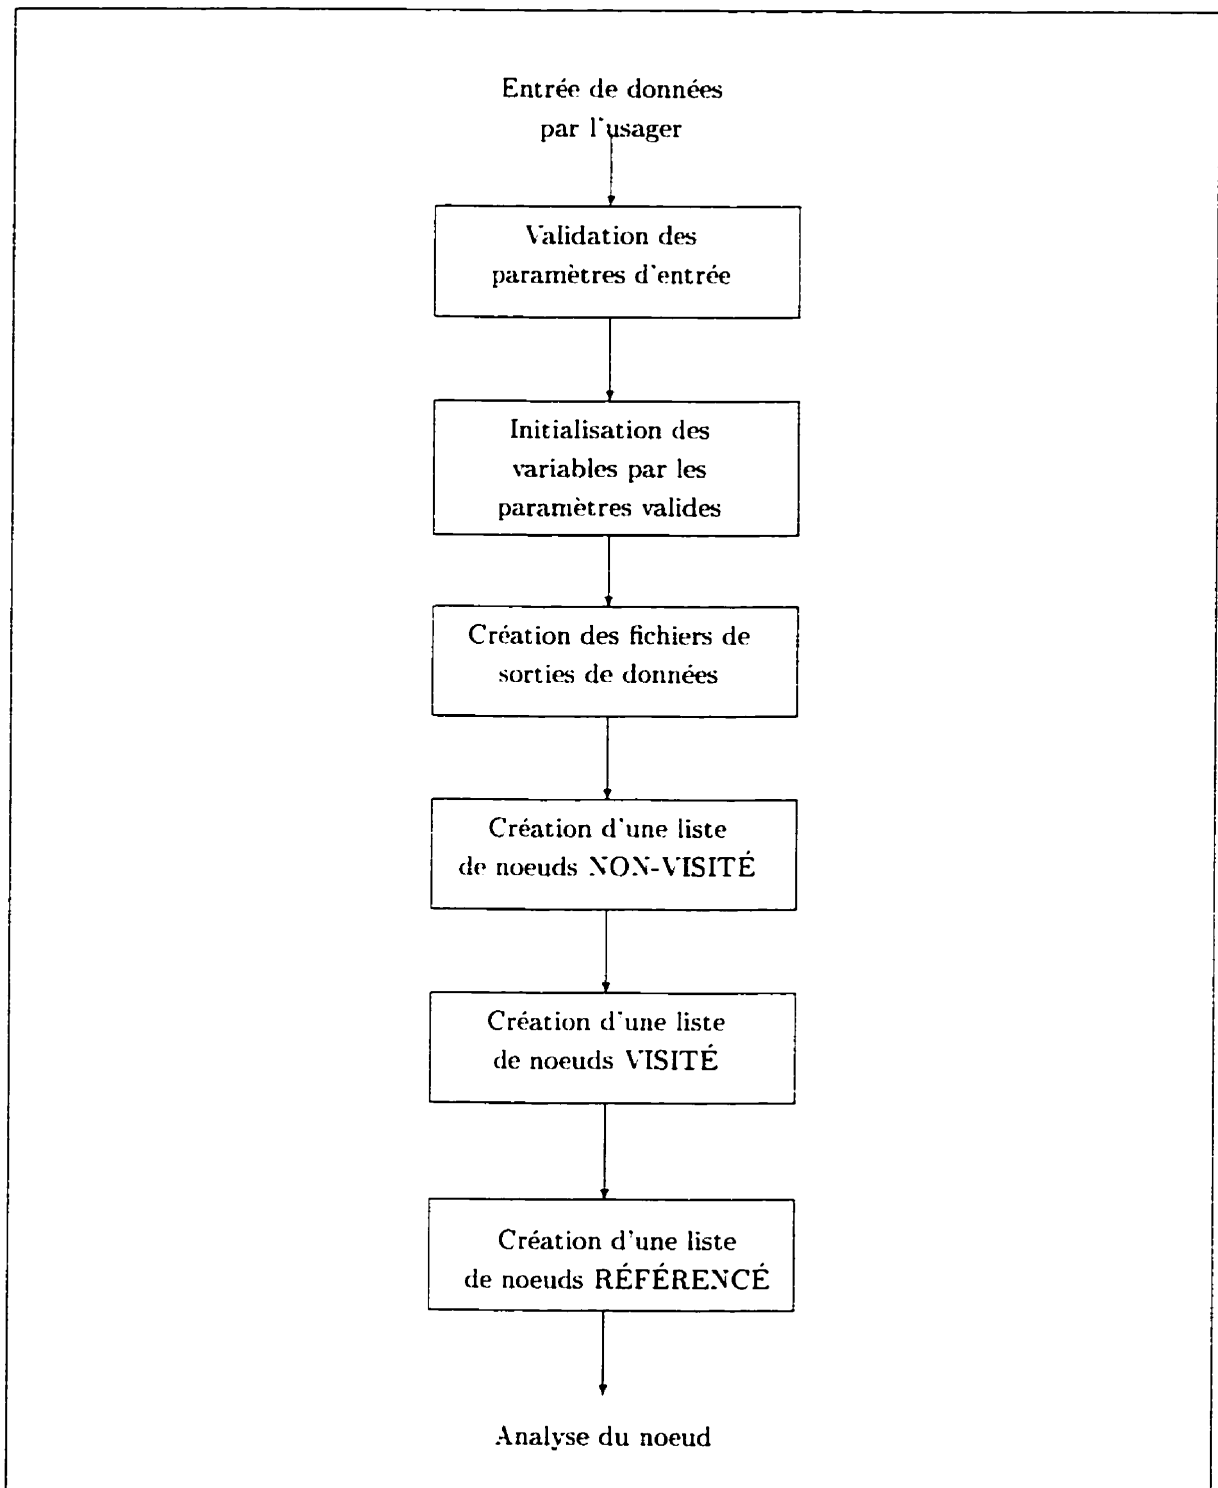 Entrée de données
par l'usager
Validation des
paramètres d'entrée
Initialisation des
variables par les
paramètres valides
Création des fichiers de
sorties de données
Création d'une liste
de noeuds NON-VISITÉ
Création d'une liste
de noeuds VISITÉ
Création d'une liste
de noeuds RÉFÉRENCÉ
Analyse du noeud